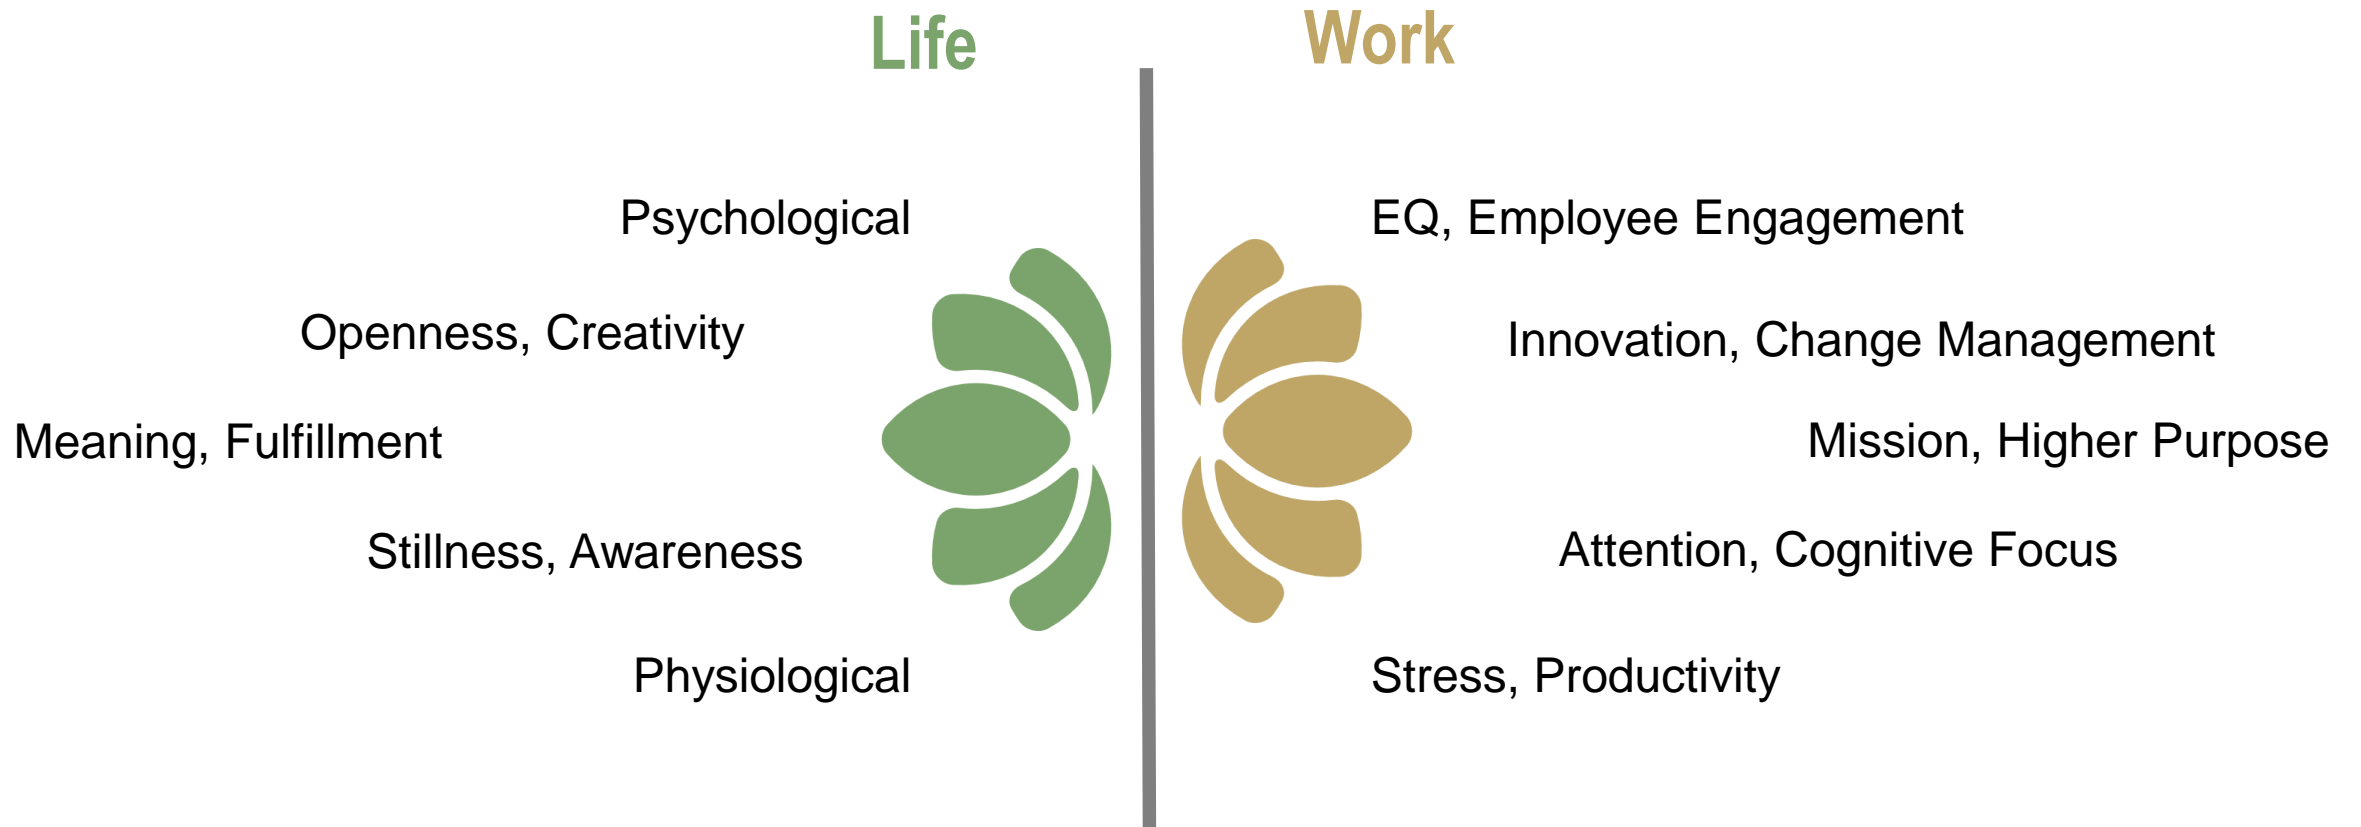 Life
Work
Psychological
EQ, Employee Engagement
Openness, Creativity
Innovation, Change Management
Meaning, Fulfillment
Mission, Higher Purpose
Stillness, Awareness
Attention, Cognitive Focus
Physiological
Stress, Productivity